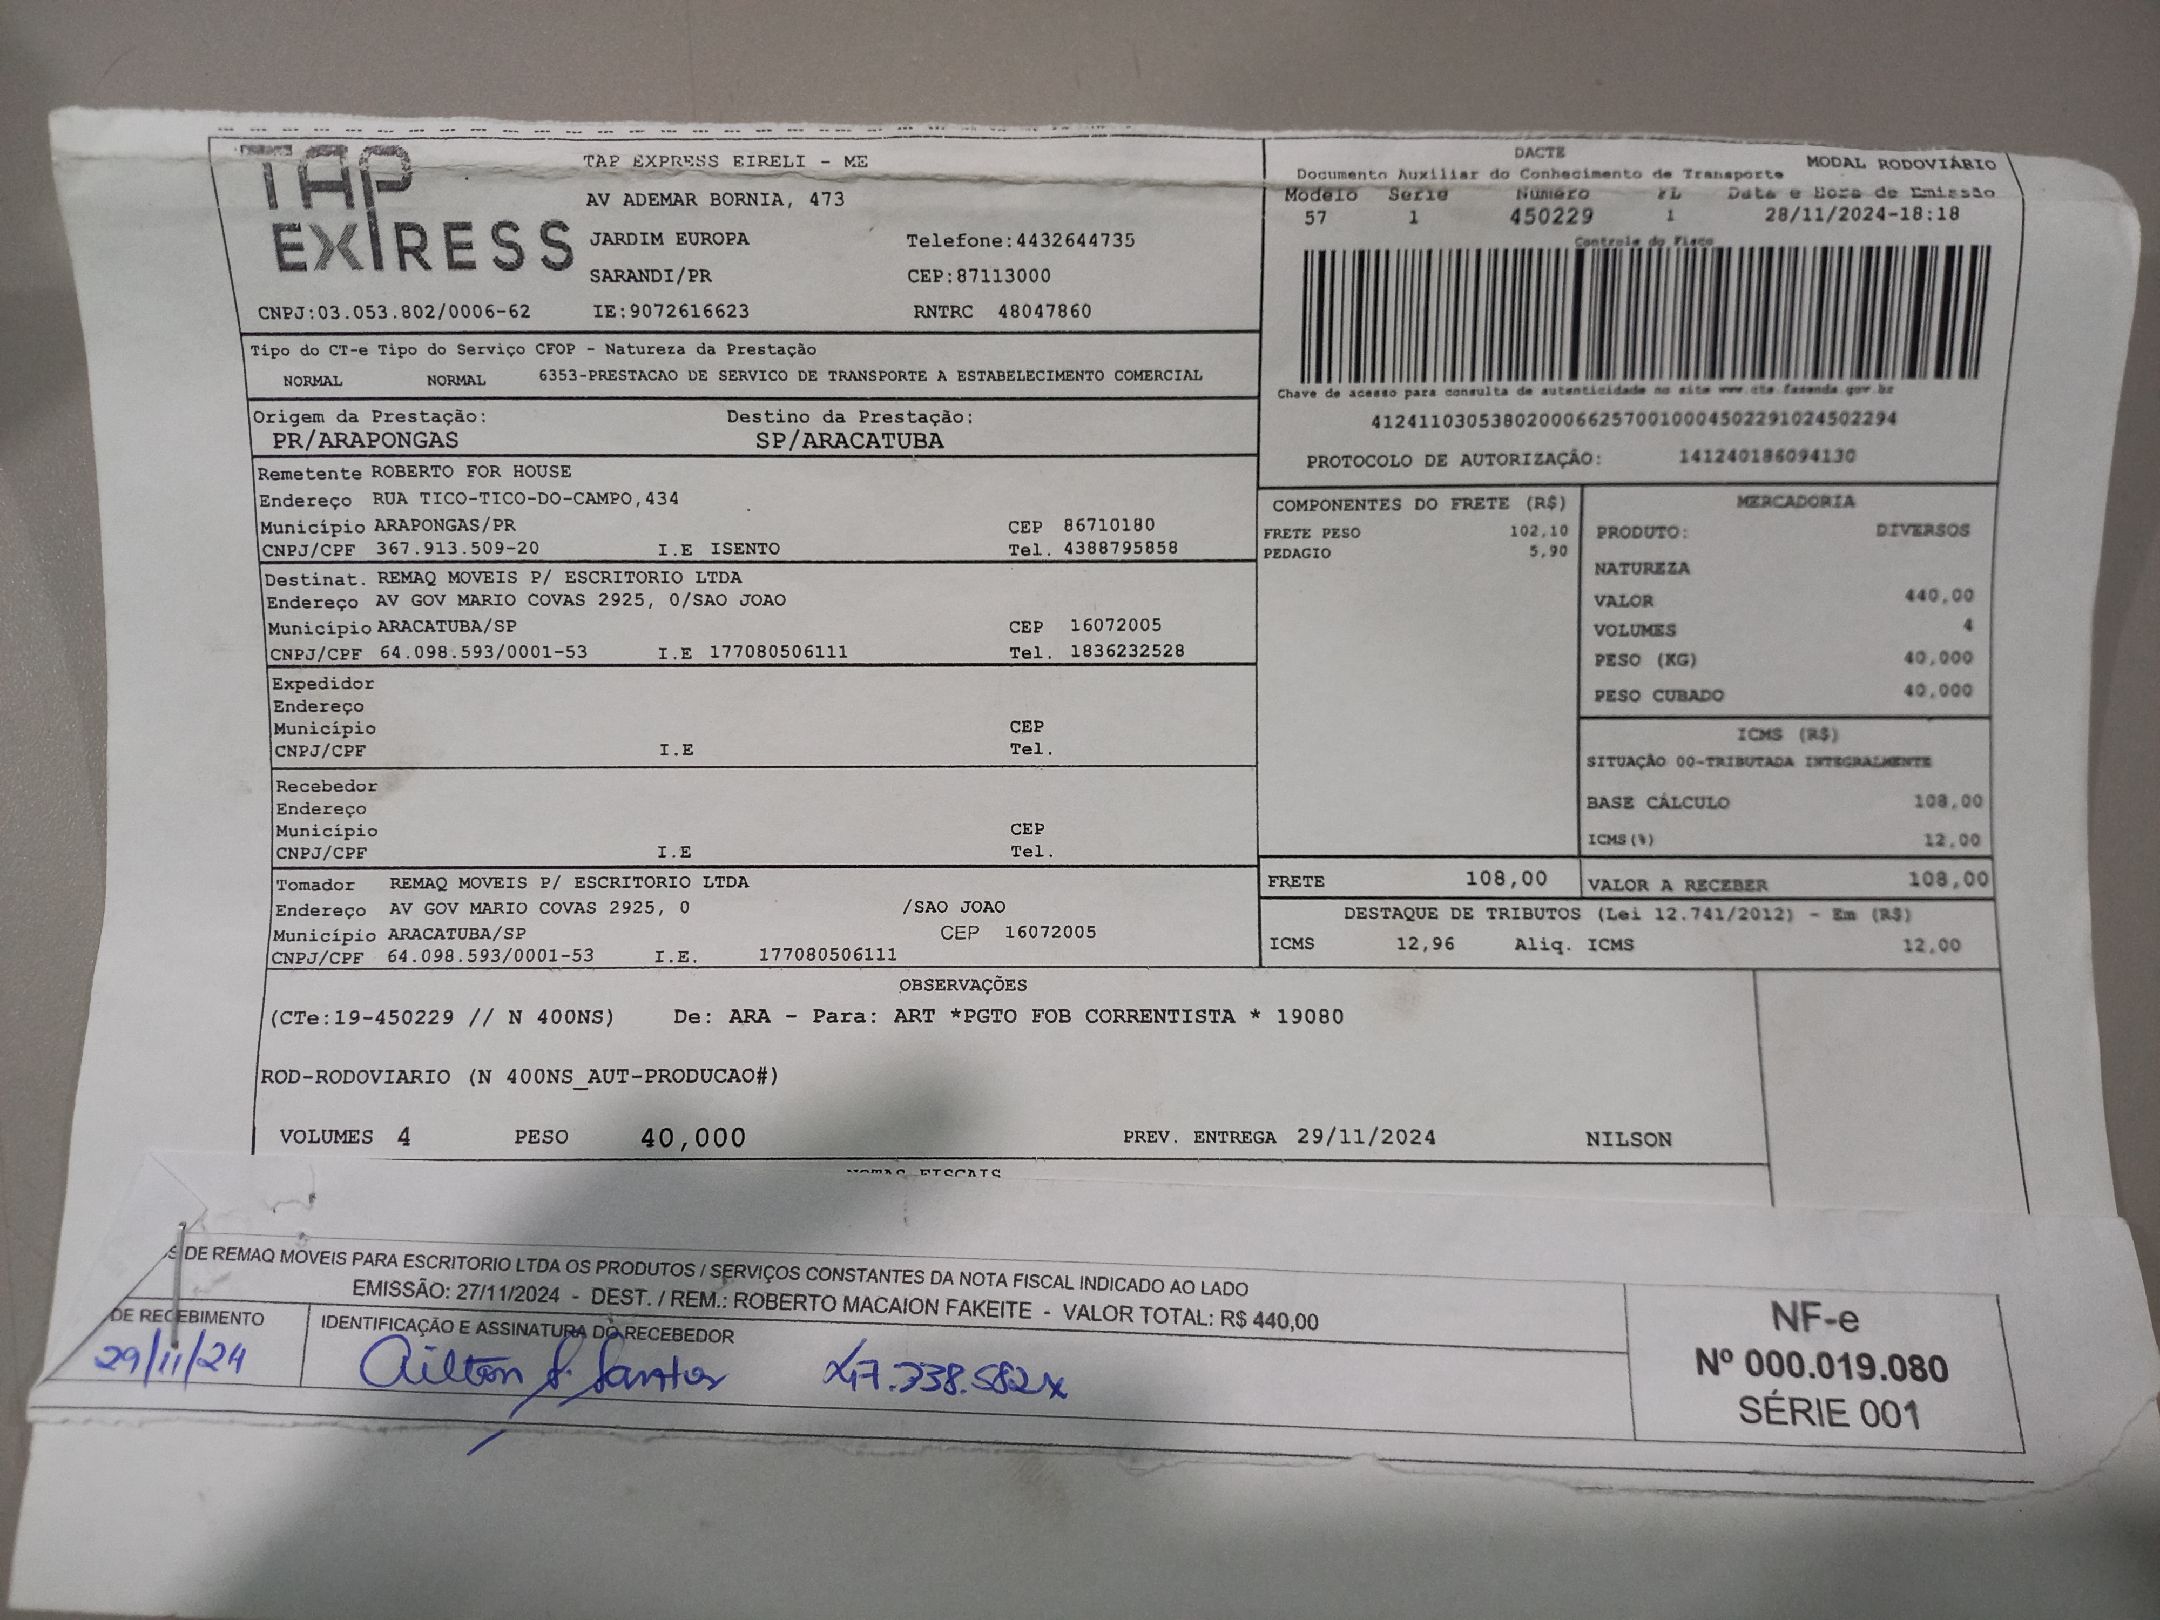 TAP
EXPRESS
TAP EXPRESS EIRELI - ME
AV ADEMAR BORNIA, 473
JARDIM EUROPA Telefone:4432644735
SARANDI/PR CEP:87113000
CNPJ:03.053.802/0006-62 IE:9072616623 RNTRC 48047860
DACTE MODAL RODOVIÁRIO
Documento Auxiliar do Conhecimento de Transporte
Modelo Serie Número FL Data e Hora de Emissão
57 1 450229 1 28/11/2024-18:18
Controle do Fisco
Chave de acesso para consulta de autenticidade no site www.cte.fazenda.gov.br
41241103053802000662570010004502291024502294
PROTOCOLO DE AUTORIZAÇÃO: 141240186094130
Tipo do CT-e Tipo do Serviço CFOP - Natureza da Prestação
NORMAL NORMAL 6353-PRESTACAO DE SERVICO DE TRANSPORTE A ESTABELECIMENTO COMERCIAL
Origem da Prestação: Destino da Prestação:
PR/ARAPONGAS SP/ARACATUBA
Remetente ROBERTO FOR HOUSE
Endereço RUA TICO-TICO-DO-CAMPO,434
Município ARAPONGAS/PR CEP 86710180
CNPJ/CPF 367.913.509-20 I.E ISENTO Tel. 4388795858
Destinat. REMAQ MOVEIS P/ ESCRITORIO LTDA
Endereço AV GOV MARIO COVAS 2925, 0/SAO JOAO
Município ARACATUBA/SP CEP 16072005
CNPJ/CPF 64.098.593/0001-53 I.E 177080506111 Tel. 1836232528
Expedidor
Endereço
Município CEP
CNPJ/CPF I.E Tel.
Recebedor
Endereço
Município CEP
CNPJ/CPF I.E Tel.
Tomador REMAQ MOVEIS P/ ESCRITORIO LTDA
Endereço AV GOV MARIO COVAS 2925, 0 /SAO JOAO
Município ARACATUBA/SP CEP 16072005
CNPJ/CPF 64.098.593/0001-53 I.E. 177080506111
COMPONENTES DO FRETE (R$)
FRETE PESO 102,10
PEDAGIO 5,90
MERCADORIA
PRODUTO: DIVERSOS
NATUREZA
VALOR 440,00
VOLUMES 4
PESO (KG) 40,000
PESO CUBADO 40,000
ICMS (R$)
SITUAÇÃO 00-TRIBUTADA INTEGRALMENTE
BASE CÁLCULO 108,00
ICMS(%) 12,00
FRETE 108,00 VALOR A RECEBER 108,00
DESTAQUE DE TRIBUTOS (Lei 12.741/2012) - Em (R$)
ICMS 12,96 Aliq. ICMS 12,00
OBSERVAÇÕES
(CTe:19-450229 // N 400NS) De: ARA - Para: ART *PGTO FOB CORRENTISTA * 19080
ROD-RODOVIARIO (N 400NS_AUT-PRODUCAO#)
VOLUMES 4 PESO 40,000 PREV. ENTREGA 29/11/2024 NILSON
NOTAS FISCAIS
S DE REMAQ MOVEIS PARA ESCRITORIO LTDA OS PRODUTOS / SERVIÇOS CONSTANTES DA NOTA FISCAL INDICADO AO LADO
EMISSÃO: 27/11/2024 - DEST. / REM.: ROBERTO MACAION FAKEITE - VALOR TOTAL: R$ 440,00
DE RECEBIMENTO IDENTIFICAÇÃO E ASSINATURA DO RECEBEDOR
29/11/24 Ailton S. Santos 47.338.582x
NF-e
Nº 000.019.080
SÉRIE 001